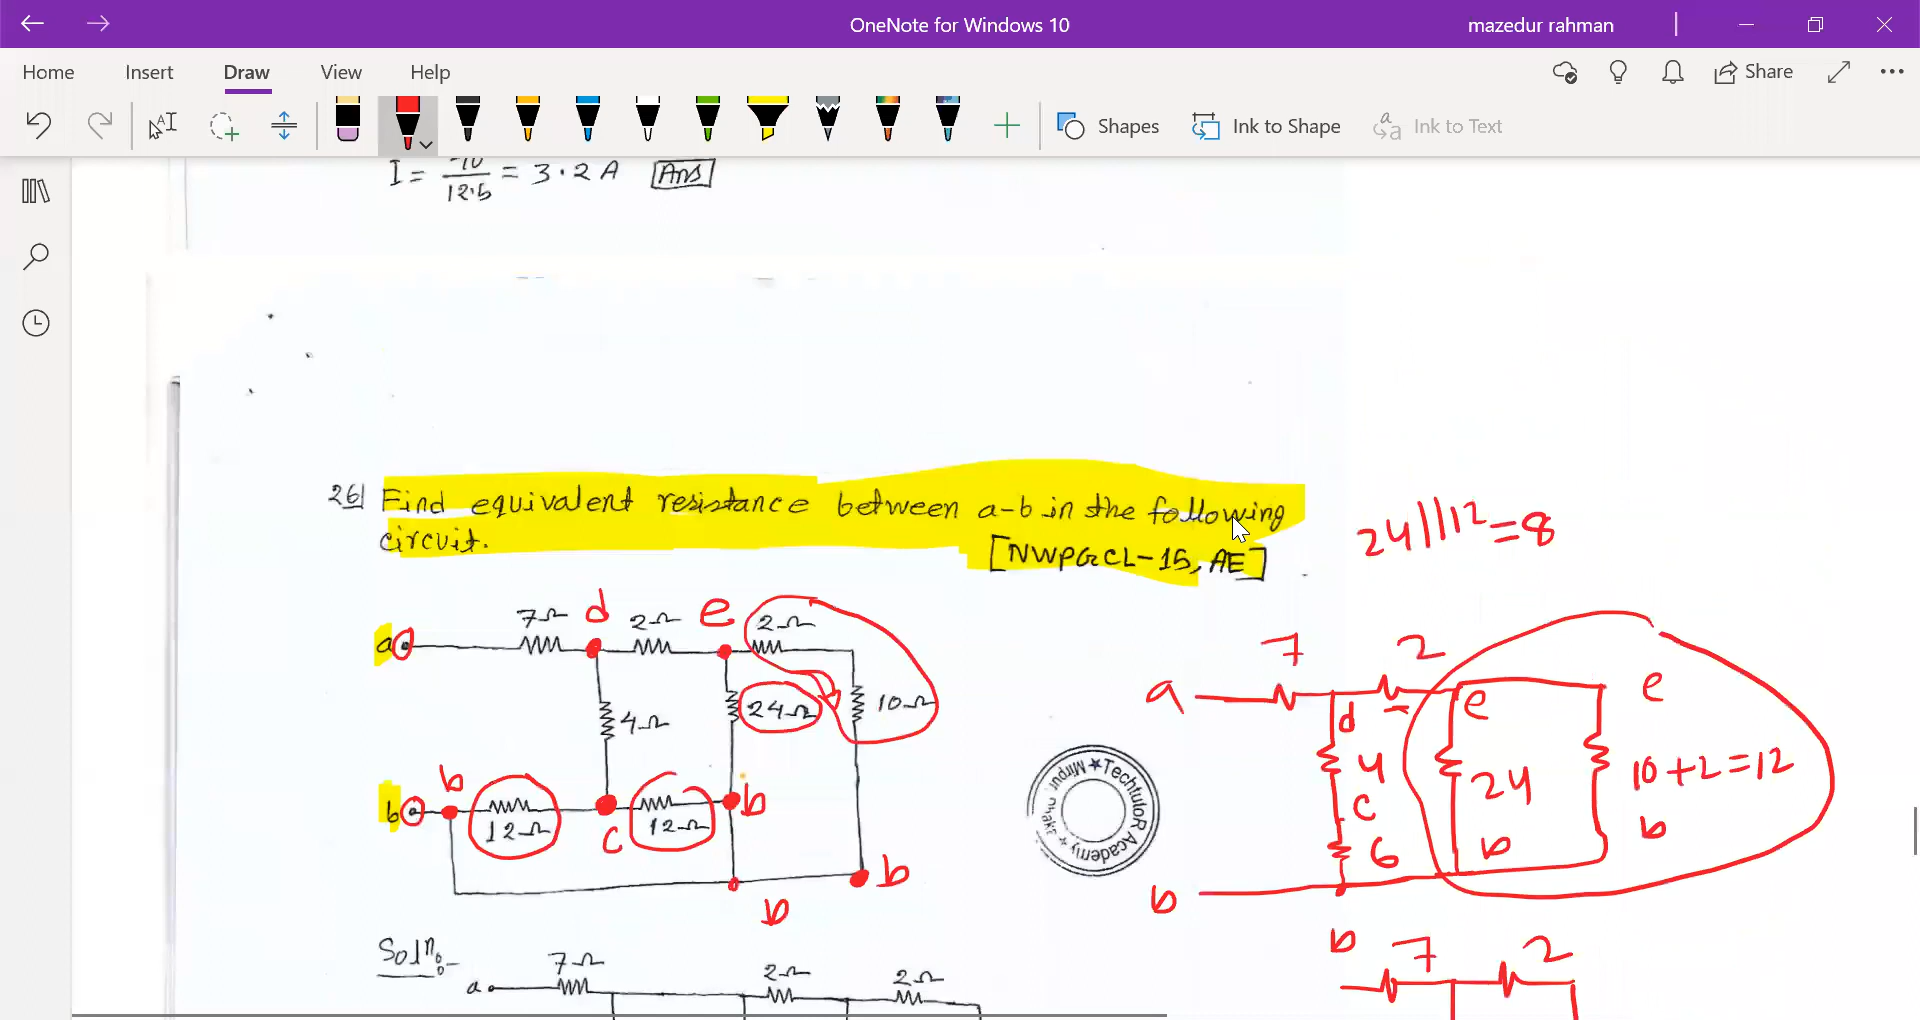 OneNote for Windows 10
mazedur rahman
Home Insert Draw View Help
Share
Shapes
Ink to Shape
Ink to Text
I = 12.5 = 3.2 A Ans
26| Find equivalent resistance between a-b in the following
circuit.
[NWPGCL-15, AE]
24||12 = 8
7Ω d 2Ω e 2Ω
a
4Ω 24Ω 10Ω
b b 12Ω c 12Ω b
b
b
★ Techtutor Academy ★ Mirpur
7 2
a d e e
4 24 10+2=12
c b b
6
b
b 7 2
Solⁿ:-
7Ω
a 2Ω 2Ω